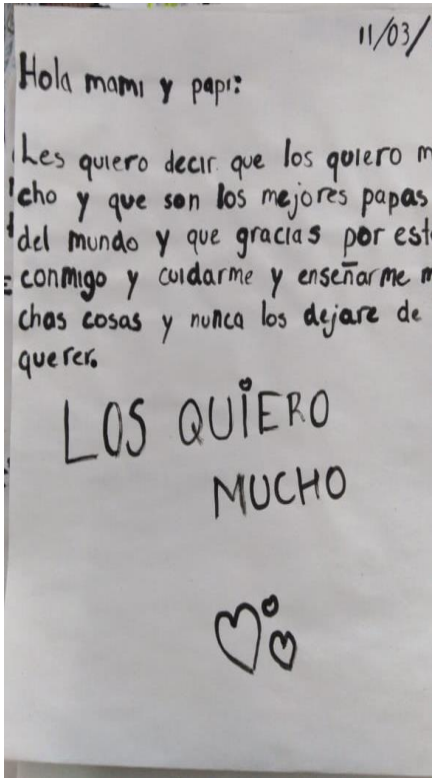 11/03/
Hola mami y papi:
Les quiero decir que los quiero m
cho y que son los mejores papas
del mundo y que gracias por est
conmigo y cuidarme y enseñarme m
chas cosas y nunca los dejare de
querer.
LOS QUIERO
MUCHO